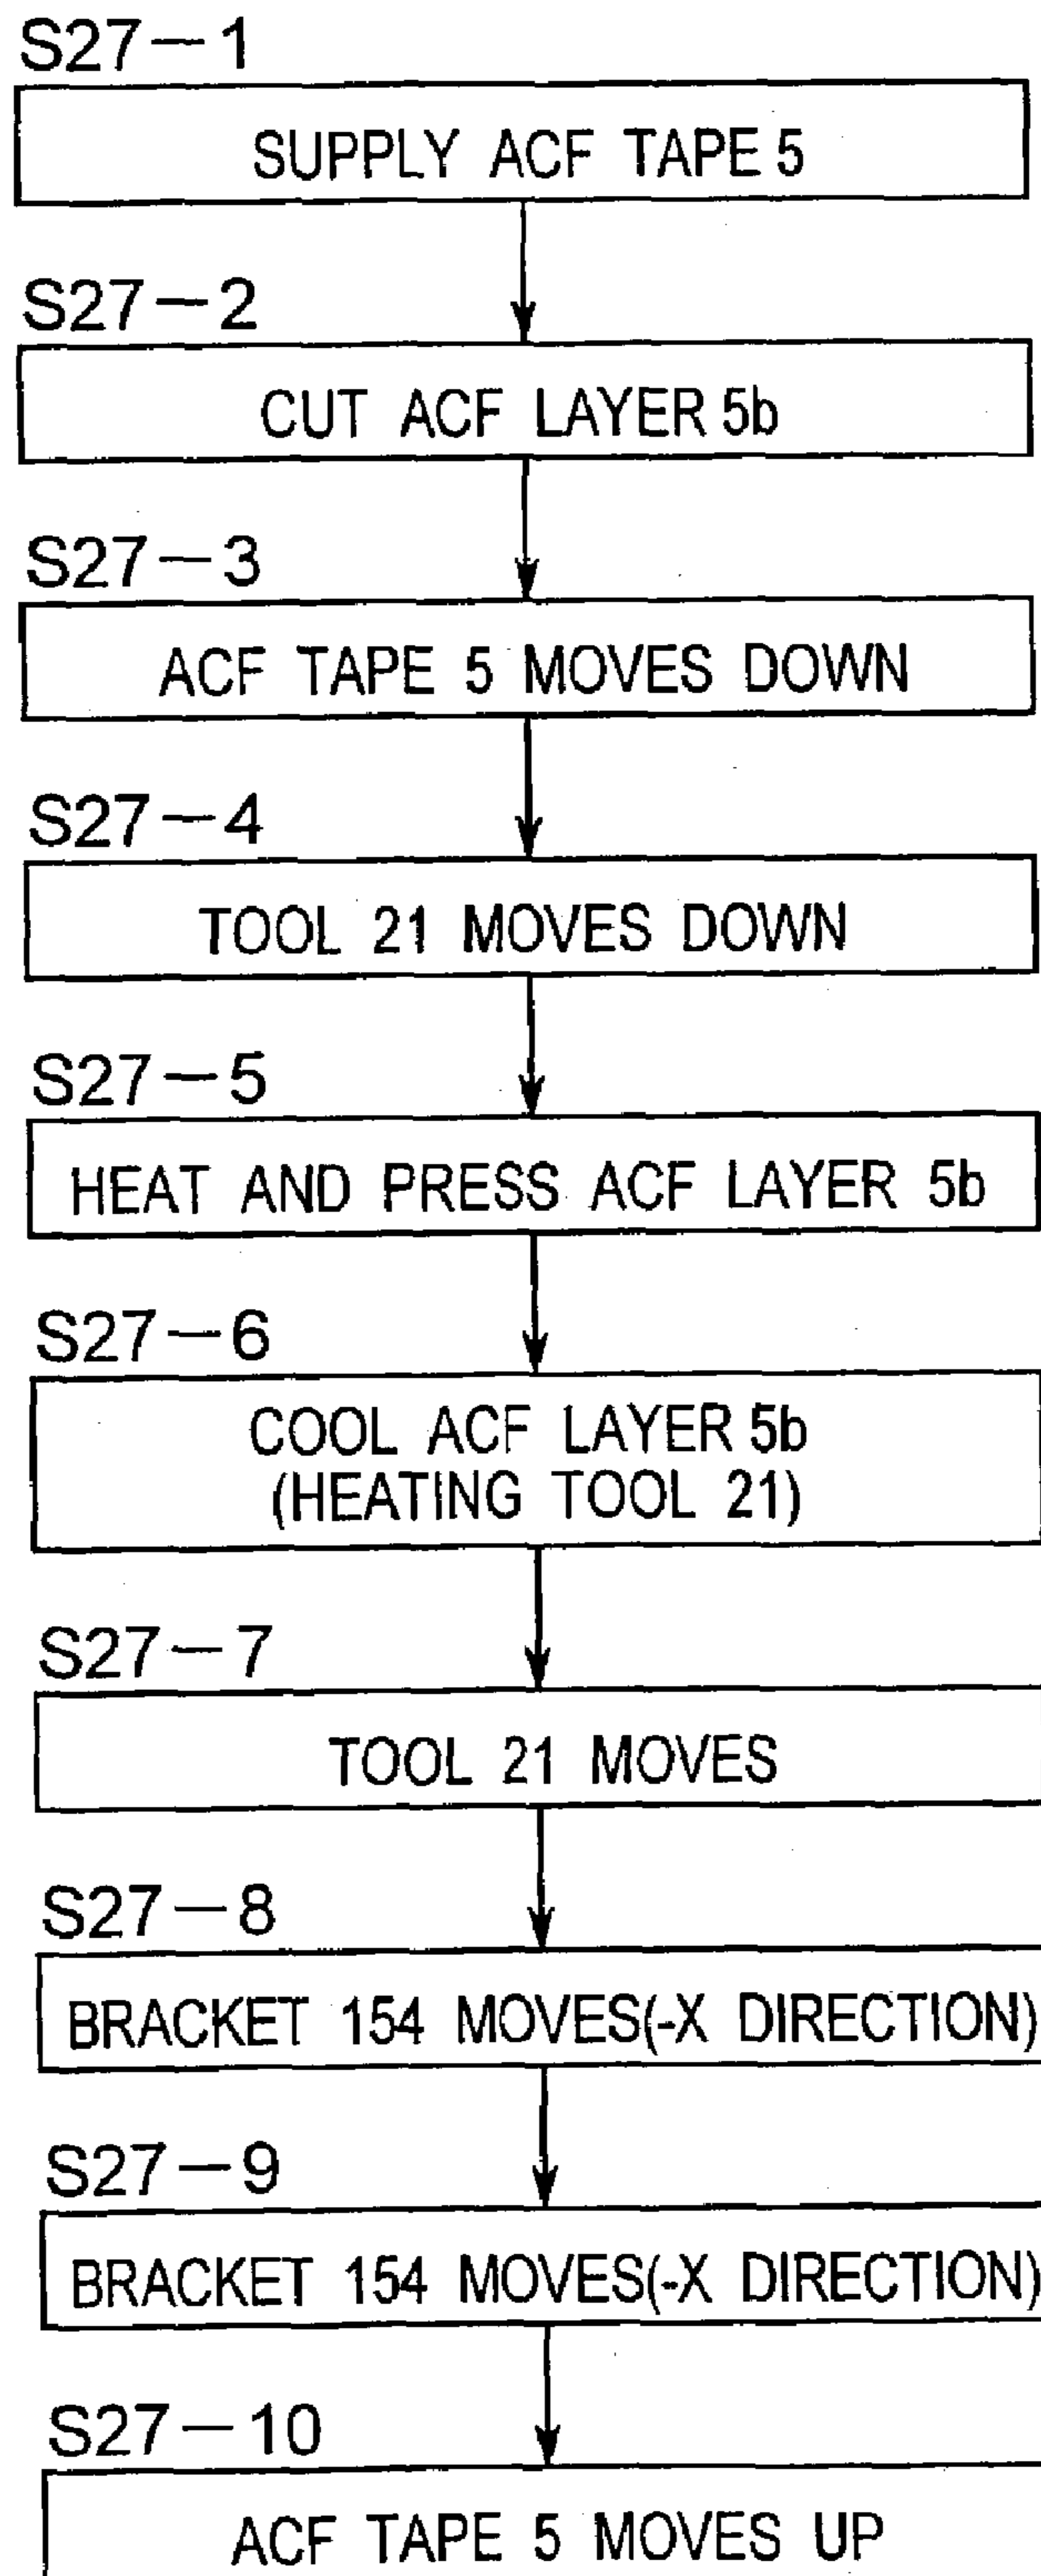 S27-1
SUPPLY ACF TAPE 5
S27-2
CUT ACF LAYER 5b
S27-3
ACF TAPE 5 MOVES DOWN
S27-4
TOOL 21 MOVES DOWN
S27-5
HEAT AND PRESS ACF LAYER 5b
S27-6
COOL ACF LAYER 5b
(HEATING TOOL 21)
S27-7
TOOL 21 MOVES
S27-8
BRACKET 154 MOVES(-X DIRECTION)
S27-9
BRACKET 154 MOVES(-X DIRECTION)
S27-10
ACF TAPE 5 MOVES UP